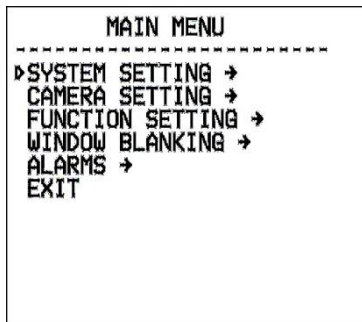 MAIN MENU
SYSTEM SETTING →
CAMERA SETTING →
FUNCTION SETTING →
WINDOW BLANKING →
ALARMS →
EXIT